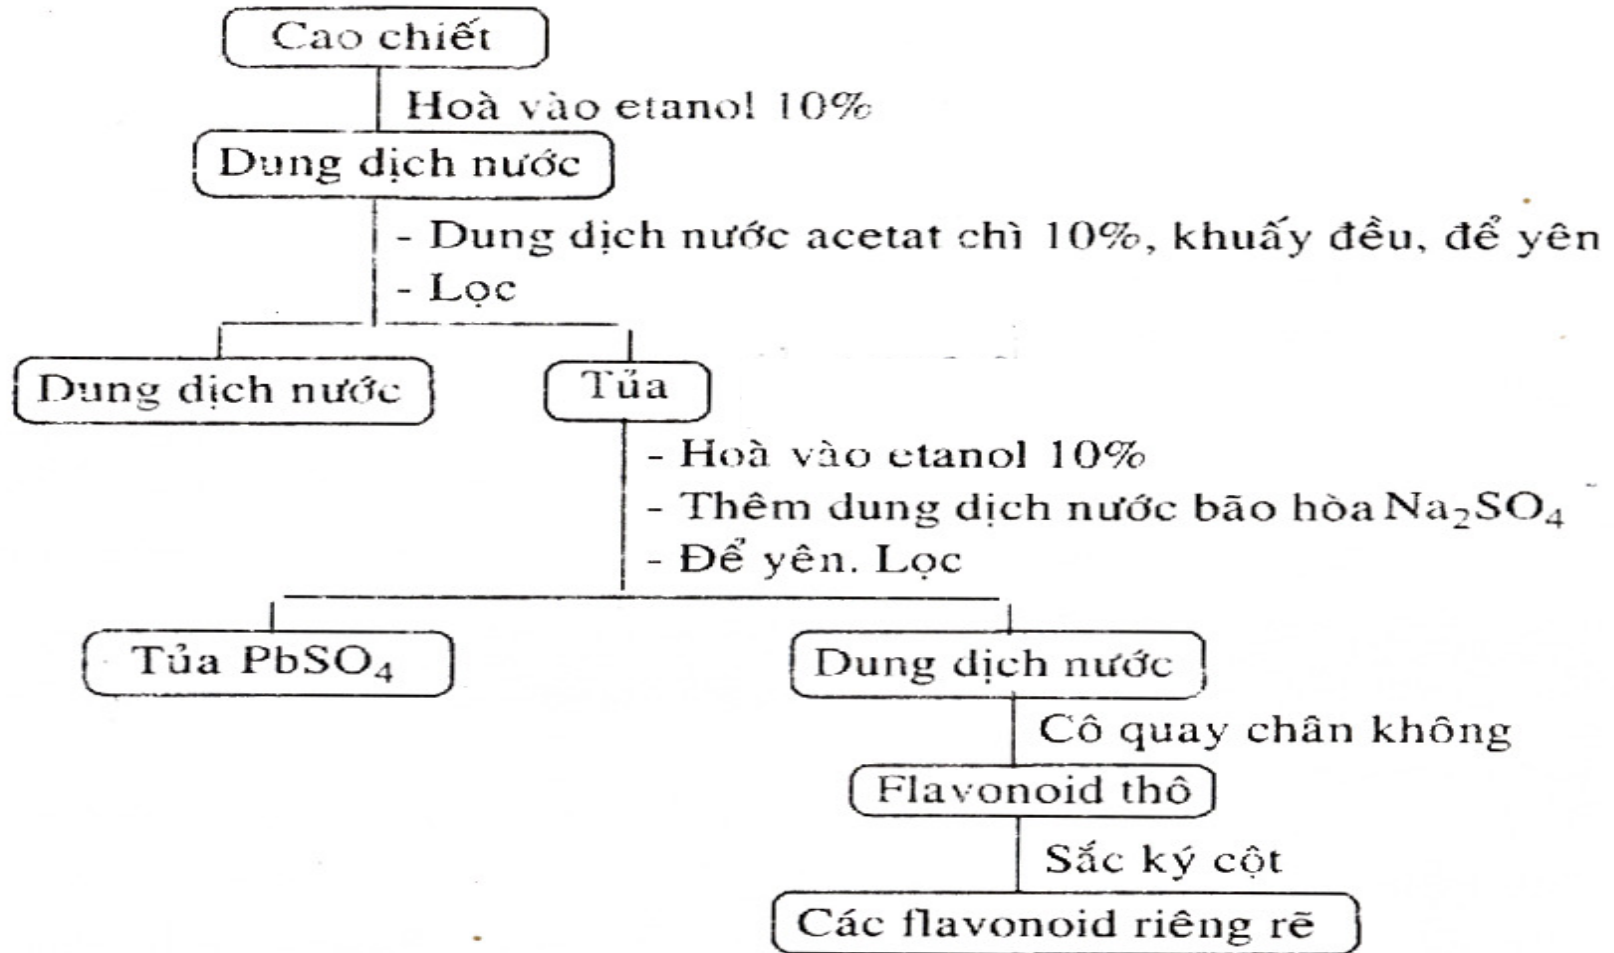 Cao chiết
Hoà vào etanol 10%
Dung dịch nước
- Dung dịch nước acetat chì 10%, khuấy đều, để yên
- Lọc
Dung dịch nước
Tủa
- Hoà vào etanol 10%
- Thêm dung dịch nước bão hòa Na₂SO₄
- Để yên. Lọc
Tủa PbSO₄
Dung dịch nước
Cô quay chân không
Flavonoid thô
Sắc ký cột
Các flavonoid riêng rẽ